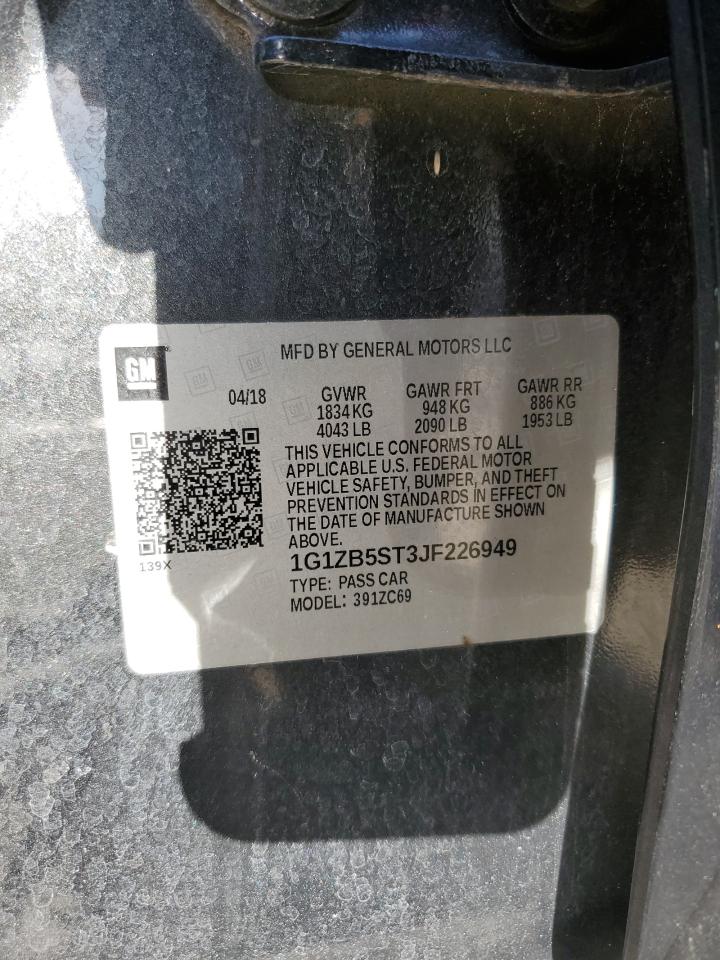 GM
MFD BY GENERAL MOTORS LLC
04/18
GVWR
1834 KG
4043 LB
GAWR FRT
948 KG
2090 LB
GAWR RR
886 KG
1953 LB
THIS VEHICLE CONFORMS TO ALL
APPLICABLE U.S. FEDERAL MOTOR
VEHICLE SAFETY, BUMPER, AND THEFT
PREVENTION STANDARDS IN EFFECT ON
THE DATE OF MANUFACTURE SHOWN
ABOVE.
139X
1G1ZB5ST3JF226949
TYPE: PASS CAR
MODEL: 391ZC69